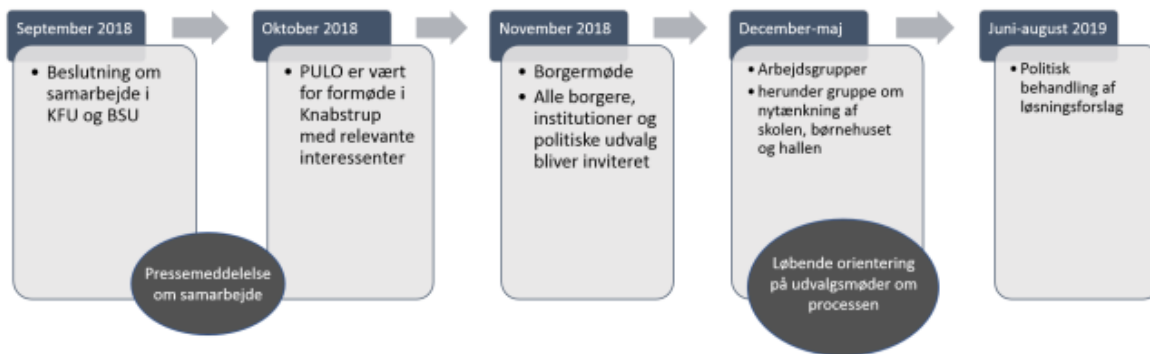 September 2018
• Beslutning om
samarbejde i
KFU og BSU
Pressemeddelelse
om samarbejde
Oktober 2018
• PULO er vært
for formøde i
Knabstrup
med relevante
interessenter
November 2018
• Borgermøde
• Alle borgere,
institutioner og
politiske udvalg
bliver inviteret
December-maj
• Arbejdsgrupper
• herunder gruppe om
nytænkning af
skolen, børnehuset
og hallen
Løbende orientering
på udvalgsmøder om
processen
Juni-august 2019
• Politisk
behandling af
løsningsforslag